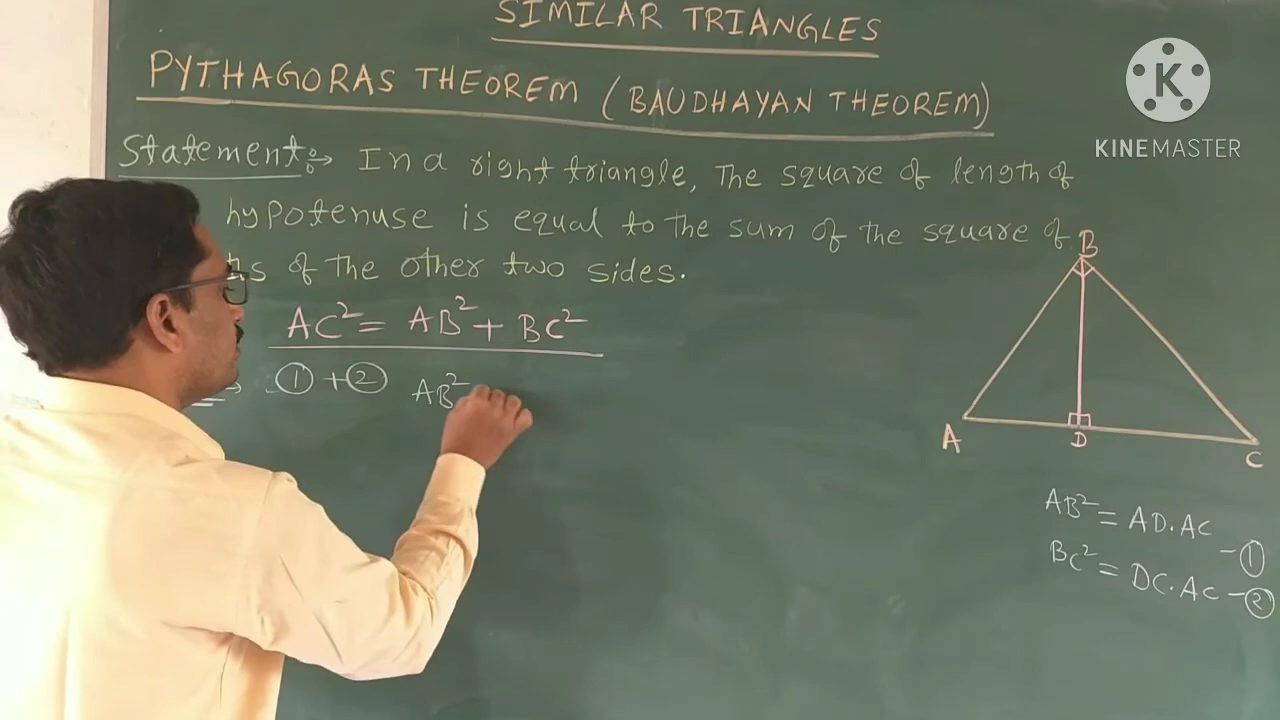 SIMILAR TRIANGLES
PYTHAGORAS THEOREM (BAUDHAYAN THEOREM)
K
KINEMASTER
Statement:⇒ In a right triangle, The square of length of
hypotenuse is equal to the sum of the square of
of the other two sides.
AC² = AB² + BC²
① + ② AB²
B
A
D
C
AB² = AD.AC - ①
BC² = DC.AC - ②